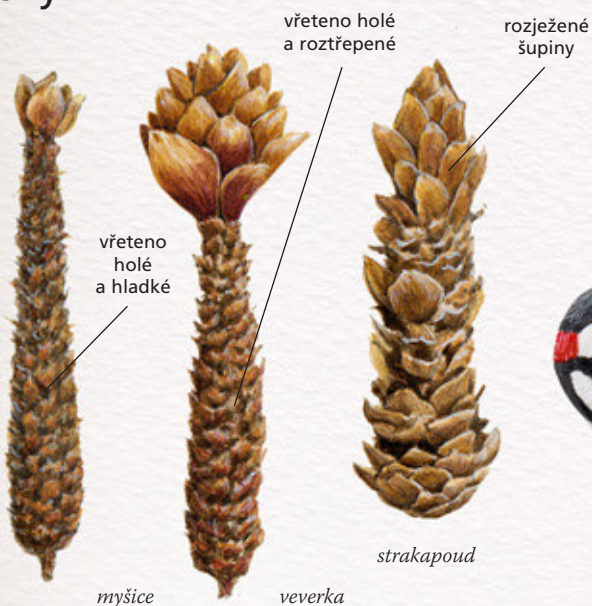 vřeteno holé
a roztřepené
rozježené
šupiny
vřeteno
holé
a hladké
strakapoud
myšice
veverka